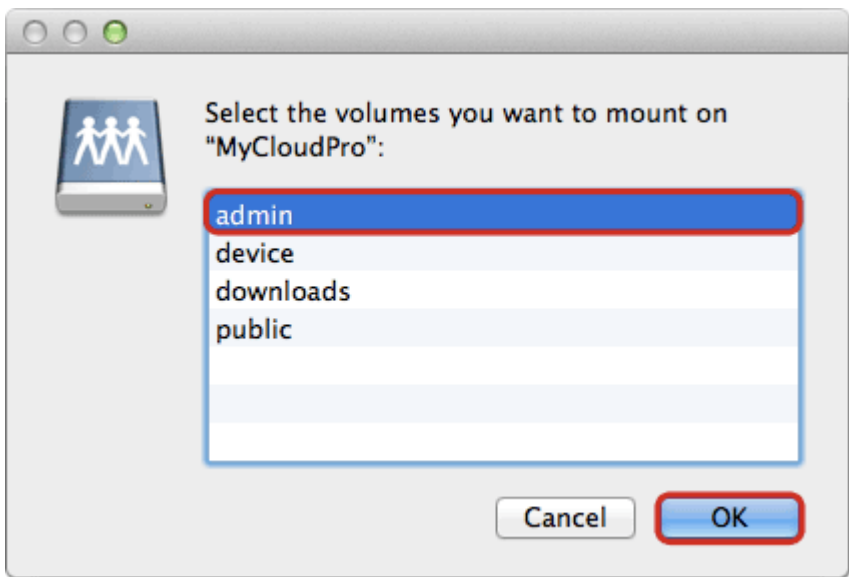 Select the volumes you want to mount on
“MyCloudPro”:
admin
device
downloads
public
Cancel
OK